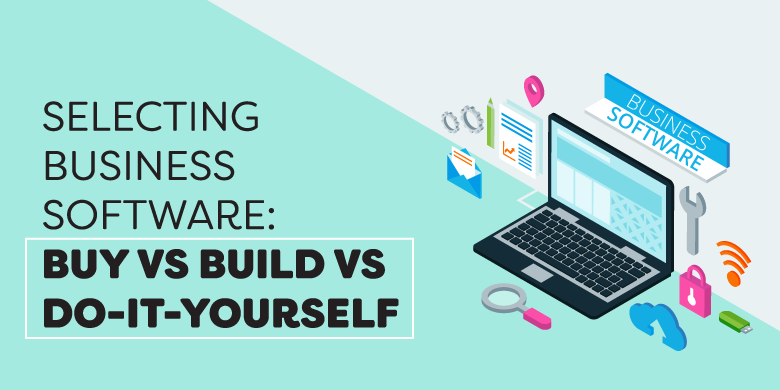 SELECTING
BUSINESS
SOFTWARE:
BUY VS BUILD VS
DO-IT-YOURSELF
BUSINESS
SOFTWARE